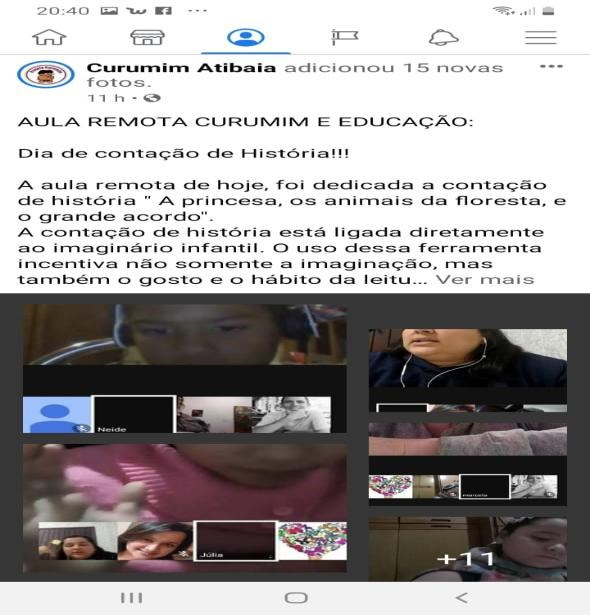 20:40
Curumim Atibaia adicionou 15 novas
fotos.
11 h
AULA REMOTA CURUMIM E EDUCAÇÃO:
Dia de contação de História!!!
A aula remota de hoje, foi dedicada a contação
de história " A princesa, os animais da floresta, e
o grande acordo".
A contação de história está ligada diretamente
ao imaginário infantil. O uso dessa ferramenta
incentiva não somente a imaginação, mas
também o gosto e o hábito da leitu... Ver mais
Neide
marcela
Júlia
+11